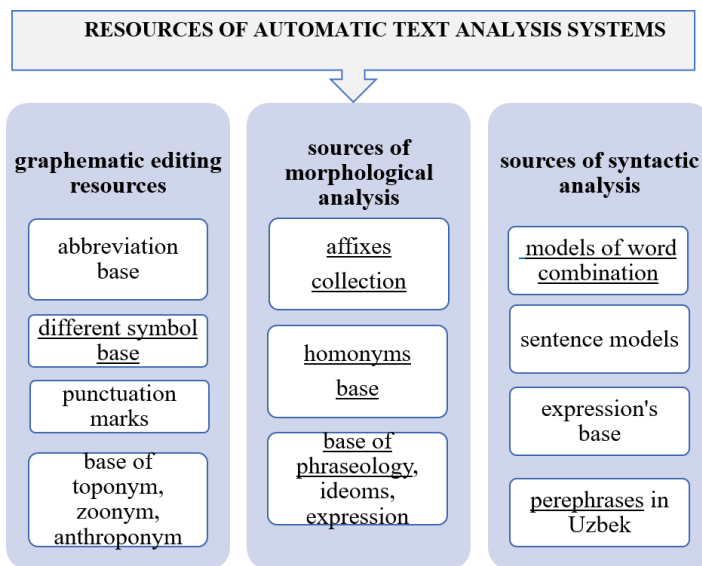 RESOURCES OF AUTOMATIC TEXT ANALYSIS SYSTEMS
graphematic editing
resources
abbreviation
base
different symbol
base
punctuation
marks
base of
toponym,
zoonym,
anthroponym
sources of
morphological
analysis
affixes
collection
homonyms
base
base of
phraseology,
ideoms,
expression
sources of syntactic
analysis
models of word
combination
sentence models
expression's
base
perephrases in
Uzbek